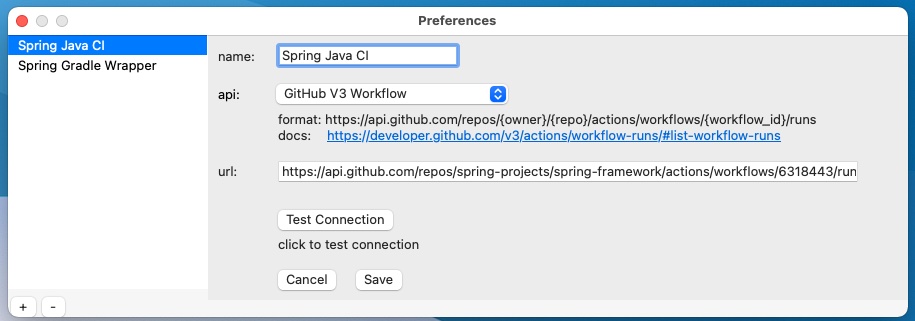 Preferences
Spring Java CI
Spring Gradle Wrapper
name: Spring Java CI
api: GitHub V3 Workflow
format: https://api.github.com/repos/{owner}/{repo}/actions/workflows/{workflow_id}/runs
docs: https://developer.github.com/v3/actions/workflow-runs/#list-workflow-runs
url: https://api.github.com/repos/spring-projects/spring-framework/actions/workflows/6318443/run
Test Connection
click to test connection
Cancel Save
+ -